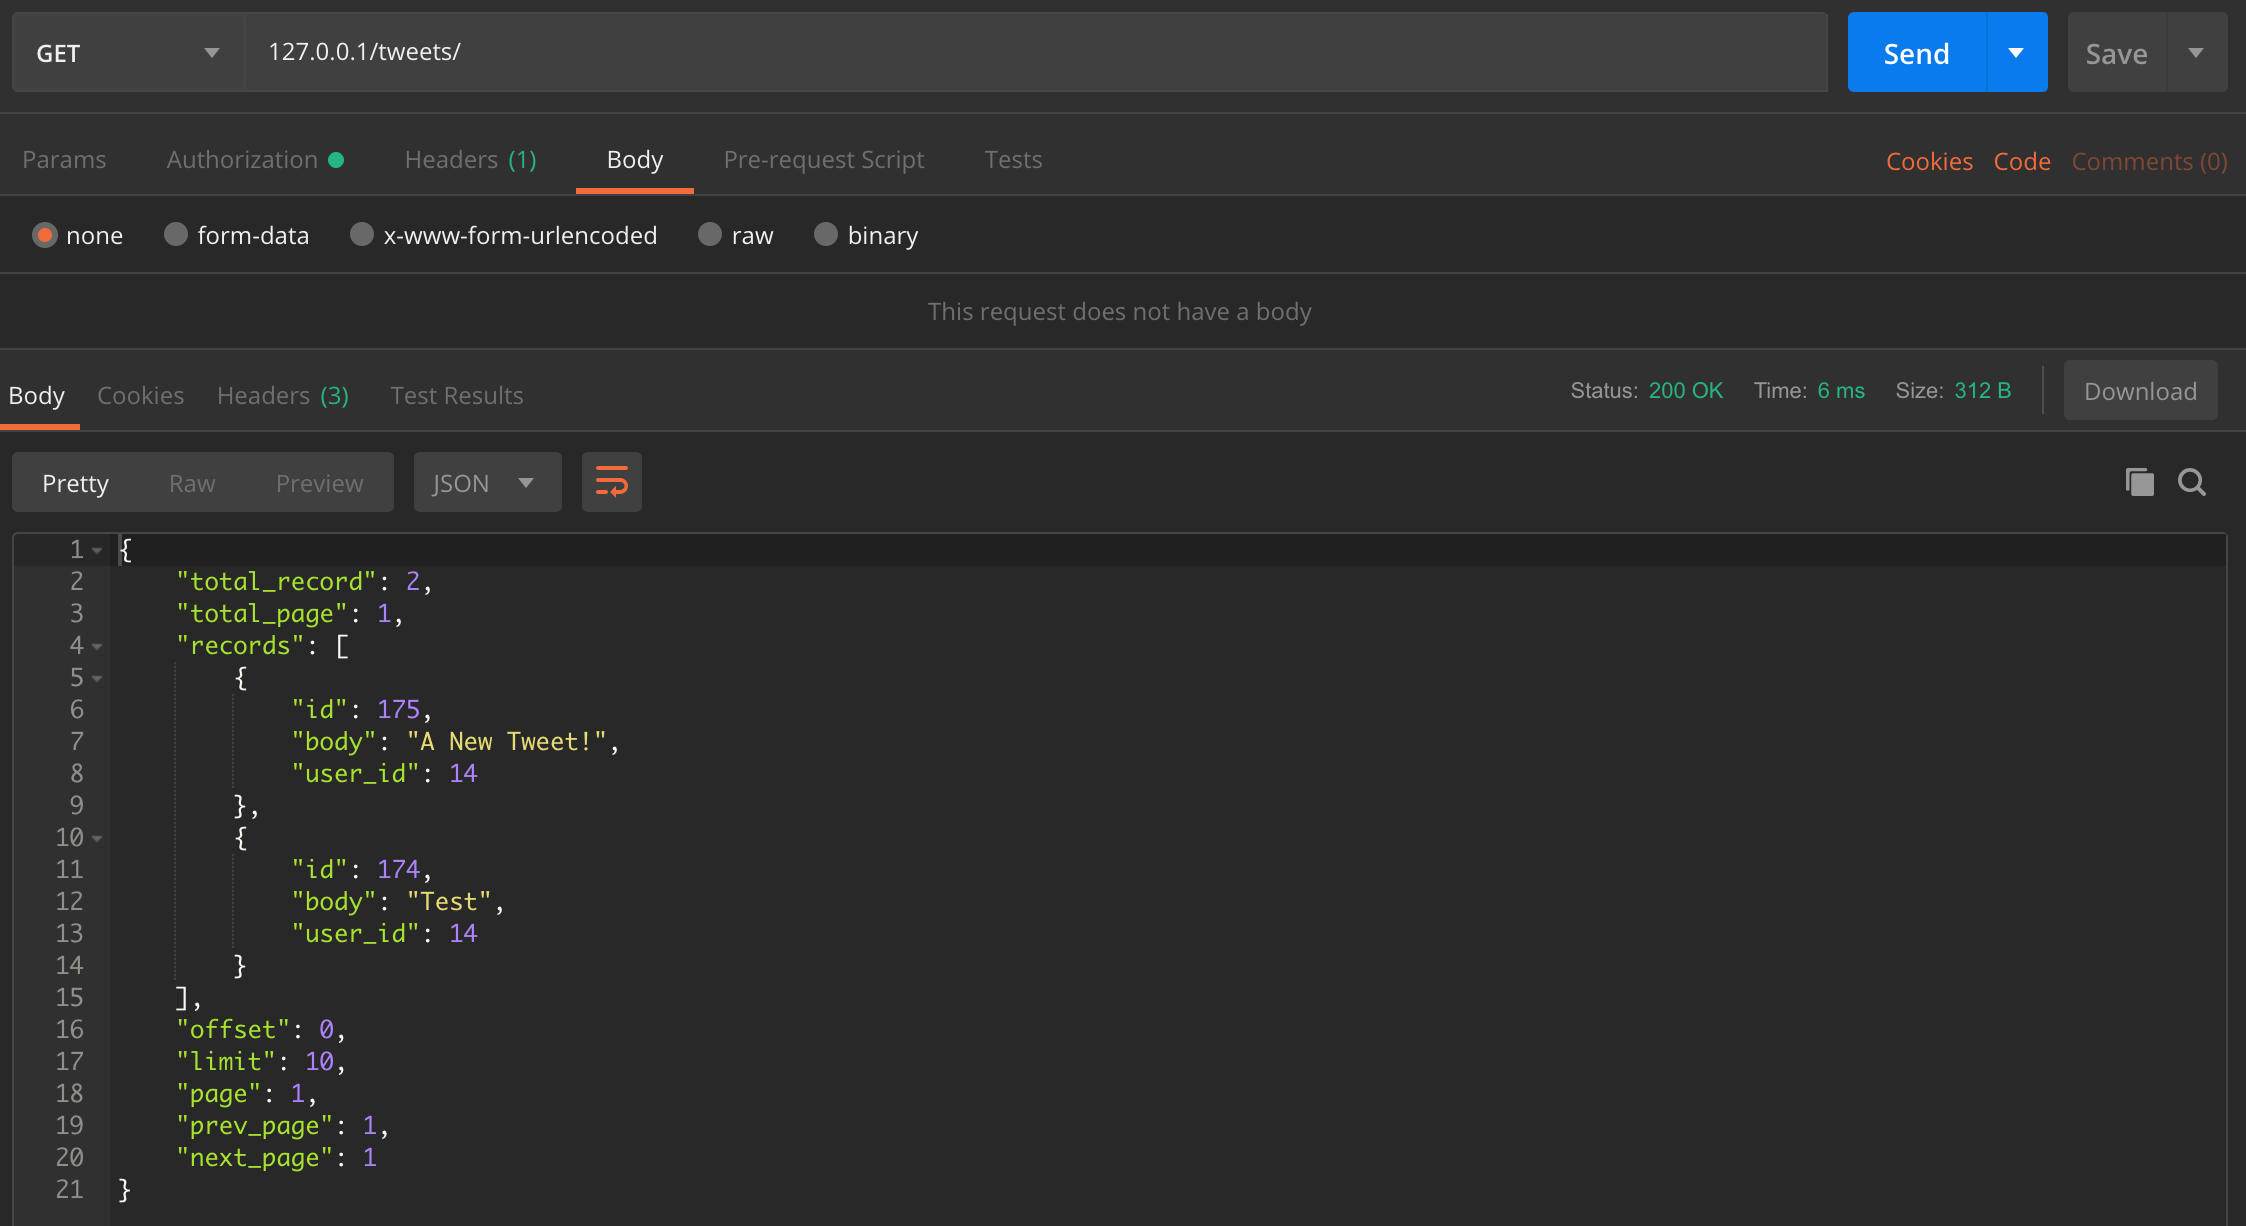 GET 127.0.0.1/tweets/ Send Save
Params Authorization Headers (1) Body Pre-request Script Tests Cookies Code Comments (0)
none form-data x-www-form-urlencoded raw binary
This request does not have a body
Body Cookies Headers (3) Test Results Status: 200 OK Time: 6 ms Size: 312 B Download
Pretty Raw Preview JSON
1 {
2 "total_record": 2,
3 "total_page": 1,
4 "records": [
5 {
6 "id": 175,
7 "body": "A New Tweet!",
8 "user_id": 14
9 },
10 {
11 "id": 174,
12 "body": "Test",
13 "user_id": 14
14 }
15 ],
16 "offset": 0,
17 "limit": 10,
18 "page": 1,
19 "prev_page": 1,
20 "next_page": 1
21 }